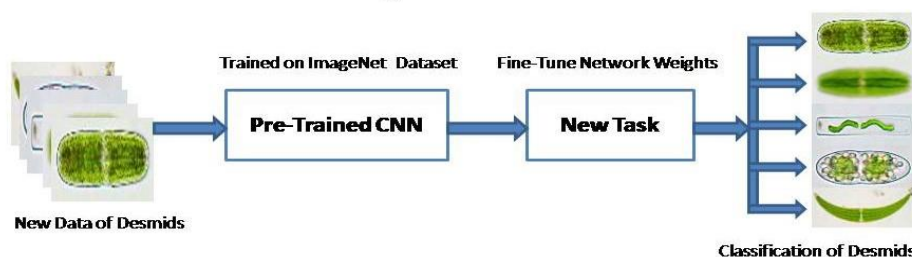 Trained on ImageNet Dataset
Fine-Tune Network Weights
Pre-Trained CNN
New Task
New Data of Desmids
Classification of Desmids